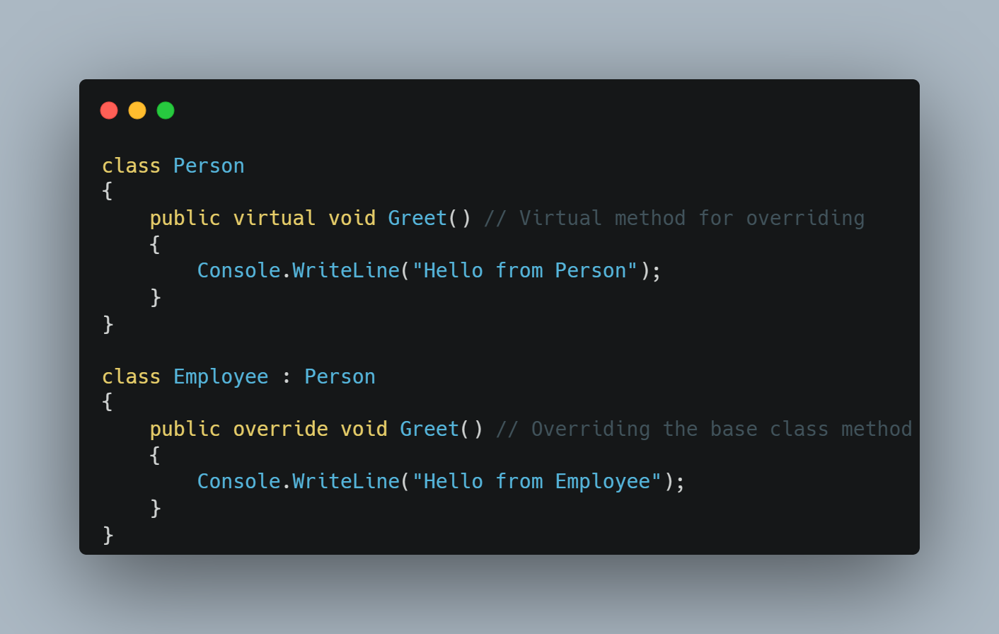 class Person
{
    public virtual void Greet() // Virtual method for overriding
    {
        Console.WriteLine("Hello from Person");
    }
}

class Employee : Person
{
    public override void Greet() // Overriding the base class method
    {
        Console.WriteLine("Hello from Employee");
    }
}